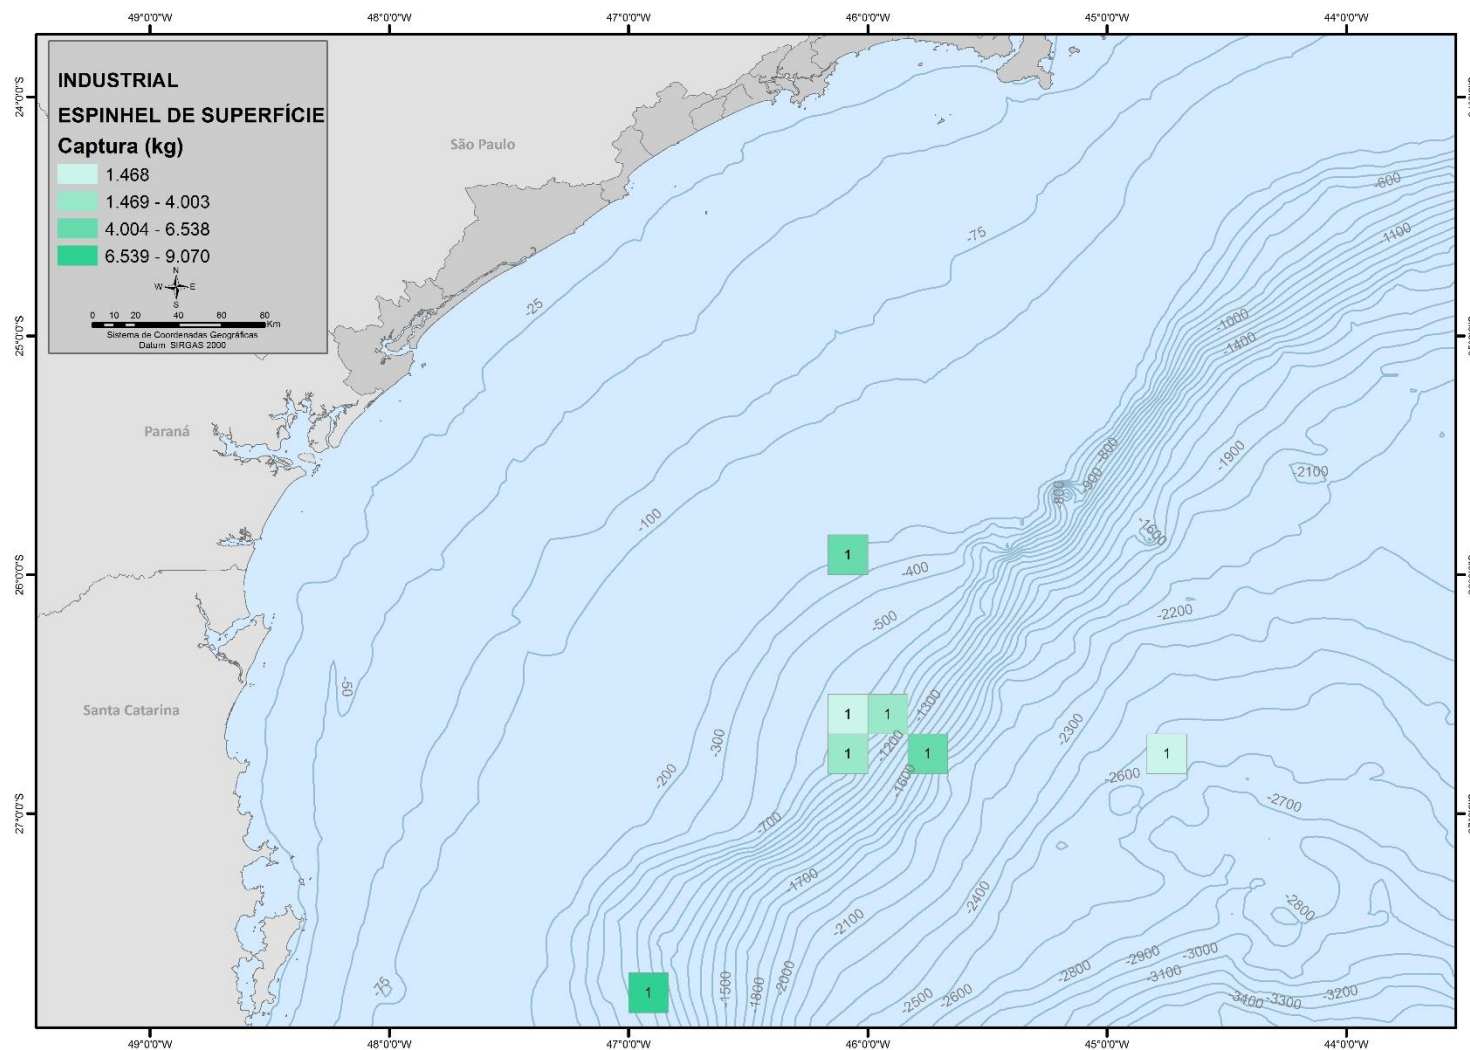 49°0'0"W 48°0'0"W 47°0'0"W 46°0'0"W 45°0'0"W 44°0'0"W
INDUSTRIAL
ESPINHEL DE SUPERFÍCIE
Captura (kg)
1.468
1.469 - 4.003
4.004 - 6.538
6.539 - 9.070
N
W E
S
0 10 20 40 60 80
Km
Sistema de Coordenadas Geográficas
Datum SIRGAS 2000
24°0'0"S
25°0'0"S
26°0'0"S
27°0'0"S
São Paulo
Paraná
Santa Catarina
-600
-1100
-75
-25
-1000
-1400
-800
-900
-800
-1900
-2100
-1600
-100
1
-400
-500
-2200
-50
1
1
-1300
-2300
-300
1
-1200
1
1
-200
-1600
-2600
-2700
-700
-1700
-2400
-2800
-2100
-75
1
-1500
-1800
-2000
-2500
-2600
-2800
-2900
-3000
-3100
-3400
-3300
-3200
49°0'0"W 48°0'0"W 47°0'0"W 46°0'0"W 45°0'0"W 44°0'0"W